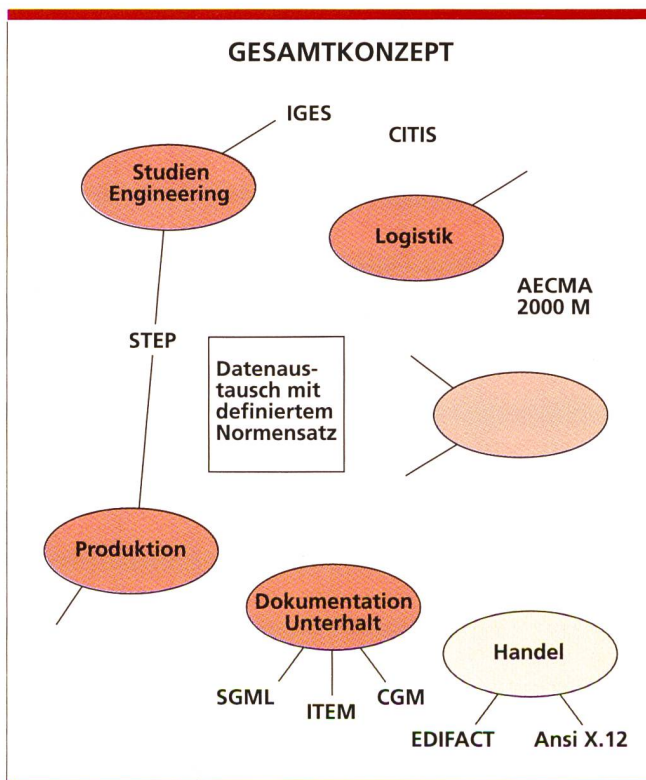 GESAMTKONZEPT
IGES
CITIS
Studien
Engineering
Logistik
AECMA
2000 M
STEP
Datenaus-
tausch mit
definiertem
Normensatz
Produktion
Dokumentation
Unterhalt
Handel
SGML
ITEM
CGM
EDIFACT
Ansi X.12